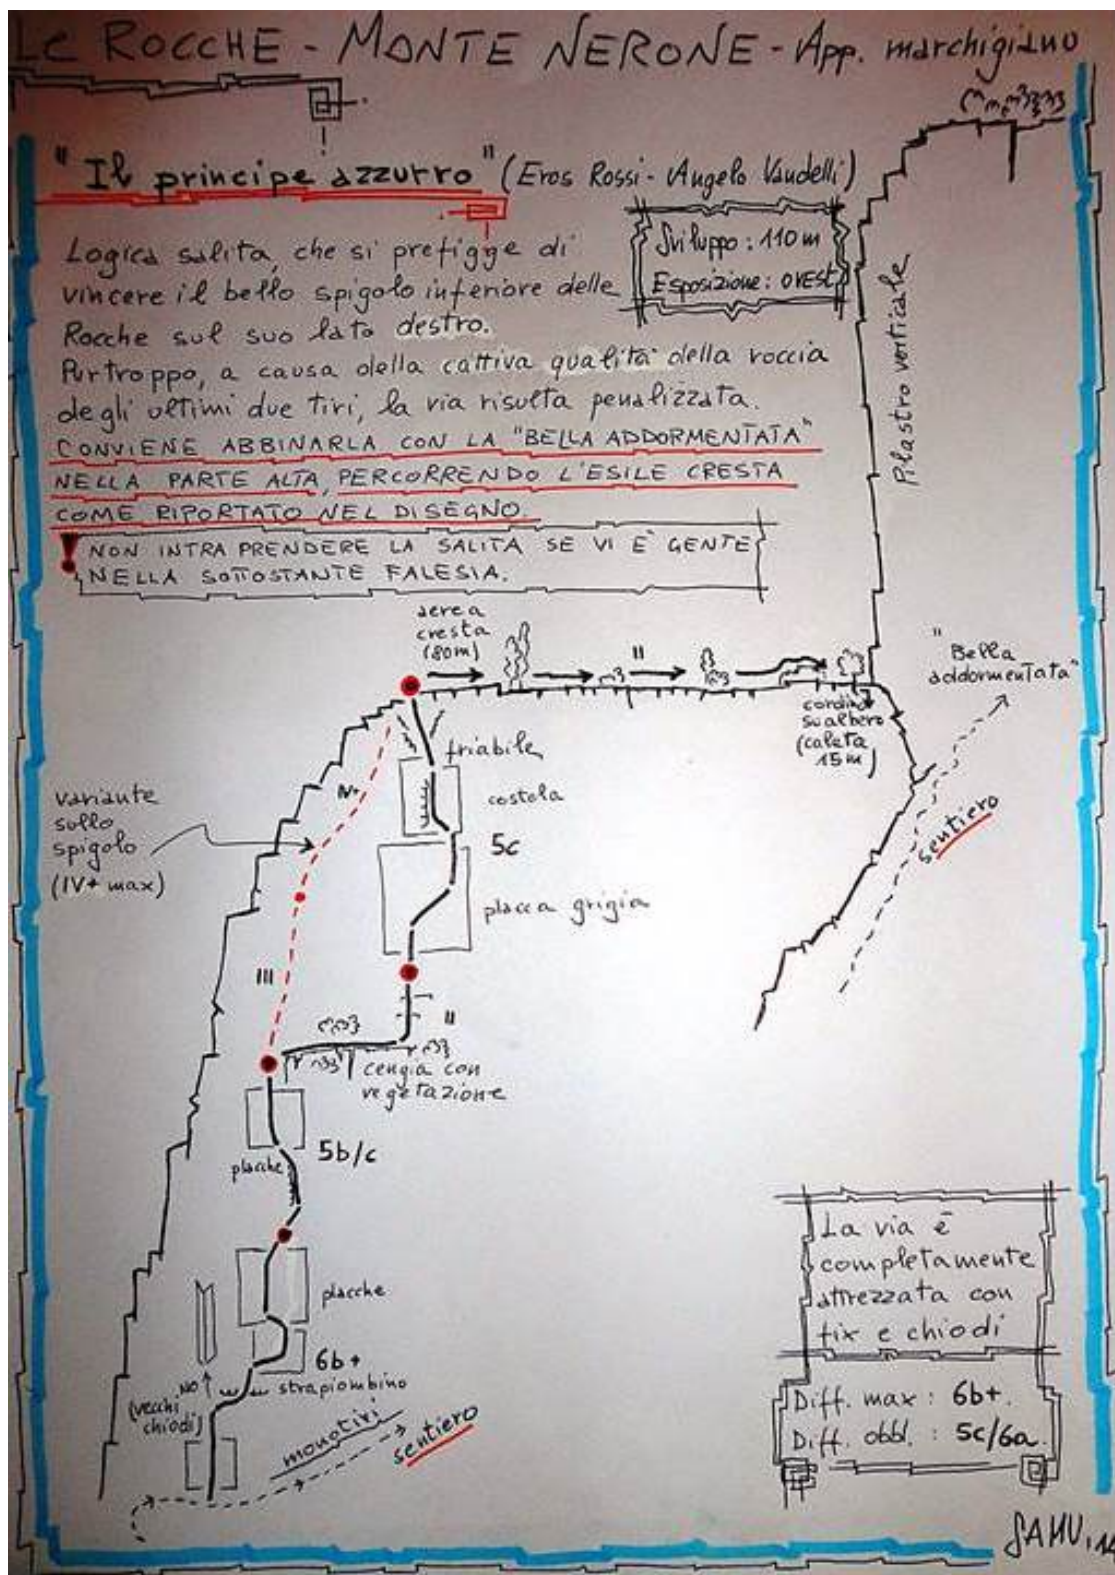 LE ROCCHE - MONTE NERONE - App. marchigiano
"Il principe azzurro" (Eros Rossi - Angelo Vandelli)
Sviluppo: 110 m
Esposizione: OVEST
Logica salita, che si prefigge di
vincere il bello spigolo inferiore delle
Rocche sul suo lato destro.
Purtroppo, a causa della cattiva qualità della roccia
degli ultimi due tiri, la via risulta penalizzata.
CONVIENE ABBINARLA CON LA "BELLA ADDORMENTATA"
NELLA PARTE ALTA, PERCORRENDO L'ESILE CRESTA
COME RIPORTATO NEL DISEGNO.
! NON INTRAPRENDERE LA SALITA SE VI È GENTE
NELLA SOTTOSTANTE FALESIA.
Pilastro verticale
aerea
cresta
(80m)
II
"Bella
addormentata"
cordino
su albero
(calata
15m)
sentiero
friabile
costola
5c
placca grigia
IV+
variante
sullo
spigolo
(IV+ max)
III
II
cengia con
vegetazione
5b/c
placche
placche
6b+
strapiombino
NO
(vecchi
chiodi)
monotiri
sentiero
La via è
completamente
attrezzata con
fix e chiodi
Diff. max : 6b+.
Diff. obbl. : 5c/6a.
SAMU, 14